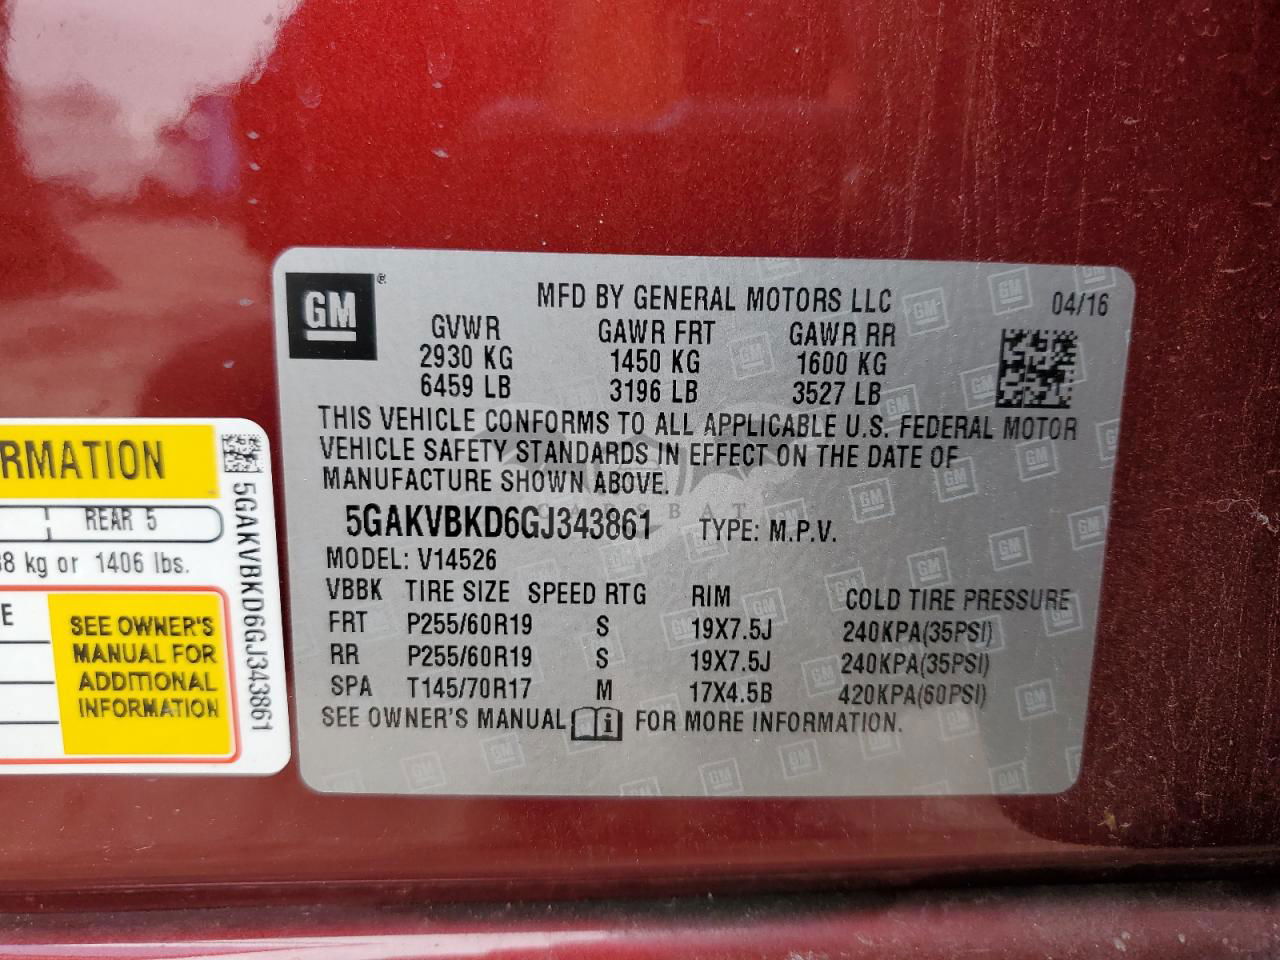 GM®
MFD BY GENERAL MOTORS LLC 04/16
GVWR GAWR FRT GAWR RR
2930 KG 1450 KG 1600 KG
6459 LB 3196 LB 3527 LB
THIS VEHICLE CONFORMS TO ALL APPLICABLE U.S. FEDERAL MOTOR
VEHICLE SAFETY STANDARDS IN EFFECT ON THE DATE OF
MANUFACTURE SHOWN ABOVE.
5GAKVBKD6GJ343861 TYPE: M.P.V.
MODEL: V14526
VBBK TIRE SIZE SPEED RTG RIM COLD TIRE PRESSURE
FRT P255/60R19 S 19X7.5J 240KPA(35PSI)
RR P255/60R19 S 19X7.5J 240KPA(35PSI)
SPA T145/70R17 M 17X4.5B 420KPA(60PSI)
SEE OWNER'S MANUAL FOR MORE INFORMATION.
RMATION
REAR 5
8 kg or 1406 lbs.
E
SEE OWNER'S
MANUAL FOR
ADDITIONAL
INFORMATION
5GAKVBKD6GJ343861
CARSBAT